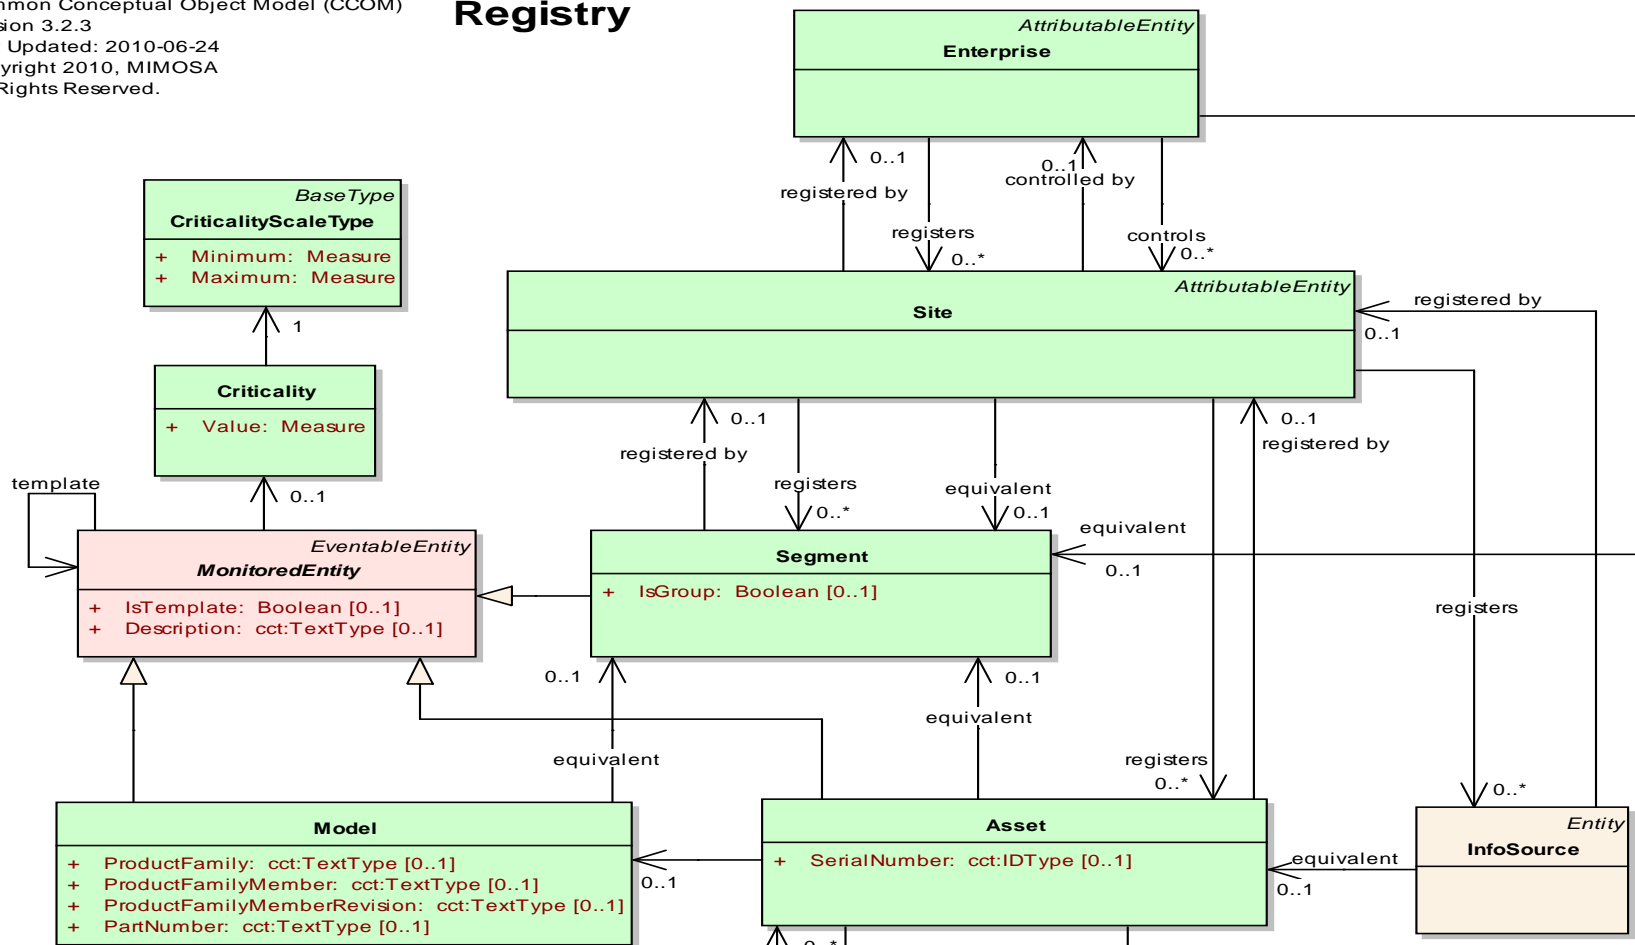 mmon Conceptual Object Model (CCOM)
sion 3.2.3
Updated: 2010-06-24
yright 2010, MIMOSA
Rights Reserved.
Registry
AttributableEntity
Enterprise
0..1
0..1
registered by
controlled by
registers
controls
0..*
0..*
BaseType
CriticalityScaleType
+ Minimum: Measure
+ Maximum: Measure
1
AttributableEntity
Site
registered by
0..1
Criticality
+ Value: Measure
0..1
template
0..1
registered by
registers
0..*
equivalent
0..1
0..1
registered by
EventableEntity
MonitoredEntity
+ IsTemplate: Boolean [0..1]
+ Description: cct:TextType [0..1]
Segment
+ IsGroup: Boolean [0..1]
equivalent
0..1
registers
0..1
equivalent
0..1
equivalent
registers
0..*
0..*
Model
+ ProductFamily: cct:TextType [0..1]
+ ProductFamilyMember: cct:TextType [0..1]
+ ProductFamilyMemberRevision: cct:TextType [0..1]
+ PartNumber: cct:TextType [0..1]
0..1
Asset
+ SerialNumber: cct:IDType [0..1]
equivalent
0..1
Entity
InfoSource
0..*